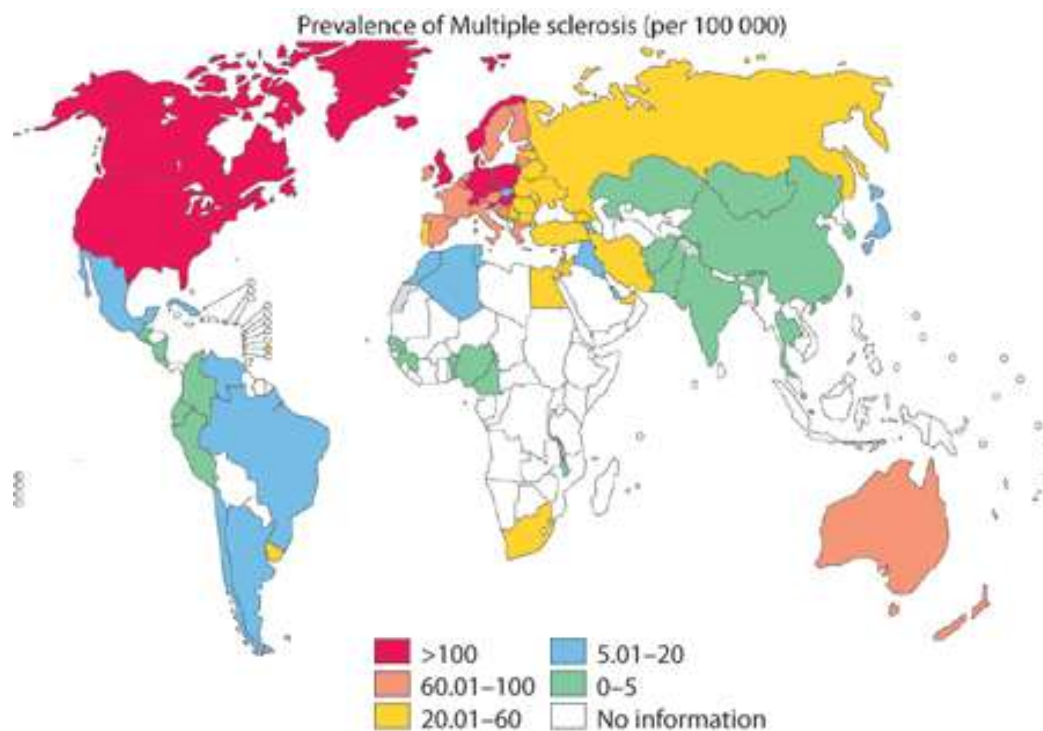 Prevalence of Multiple sclerosis (per 100 000)
>100
60.01–100
20.01–60
5.01–20
0–5
No information